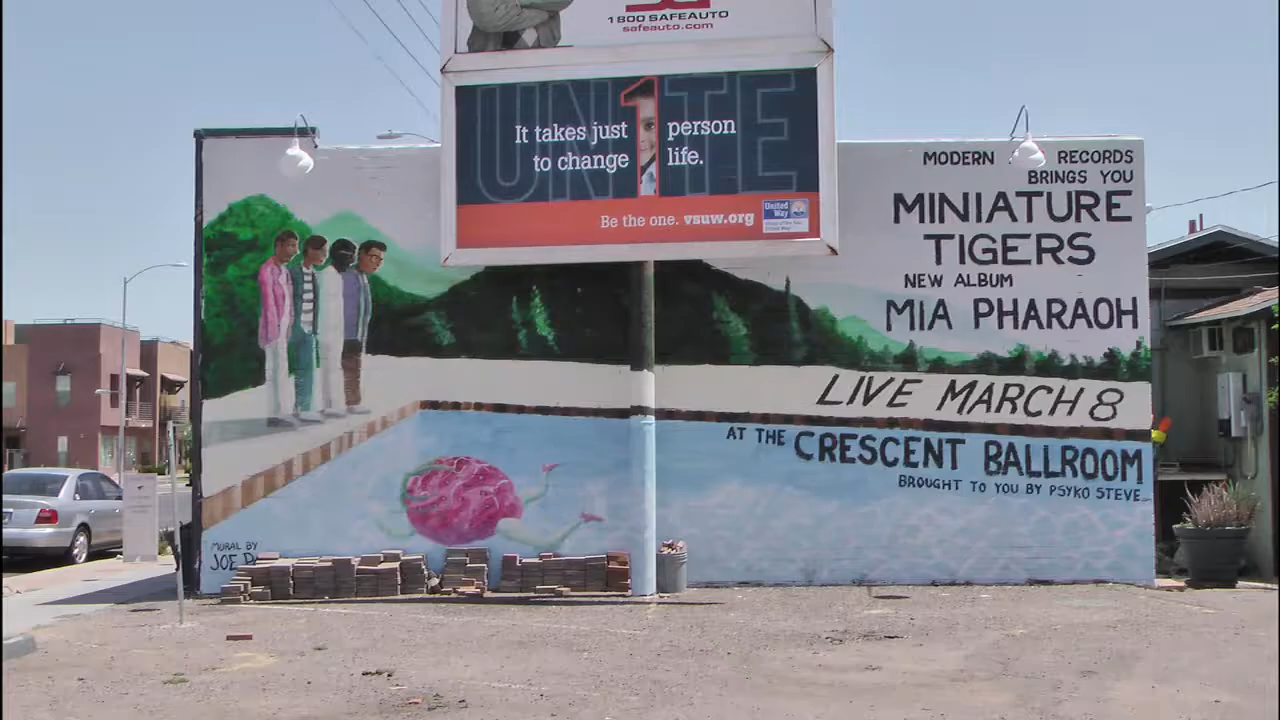 1 800 SAFEAUTO
safeauto.com
UN1TE
It takes just 1 person
to change life.
Be the one. vsuw.org
United
Way
MODERN RECORDS
BRINGS YOU
MINIATURE
TIGERS
NEW ALBUM
MIA PHARAOH
LIVE MARCH 8
AT THE CRESCENT BALLROOM
BROUGHT TO YOU BY PSYKO STEVE
MURAL BY
JOE